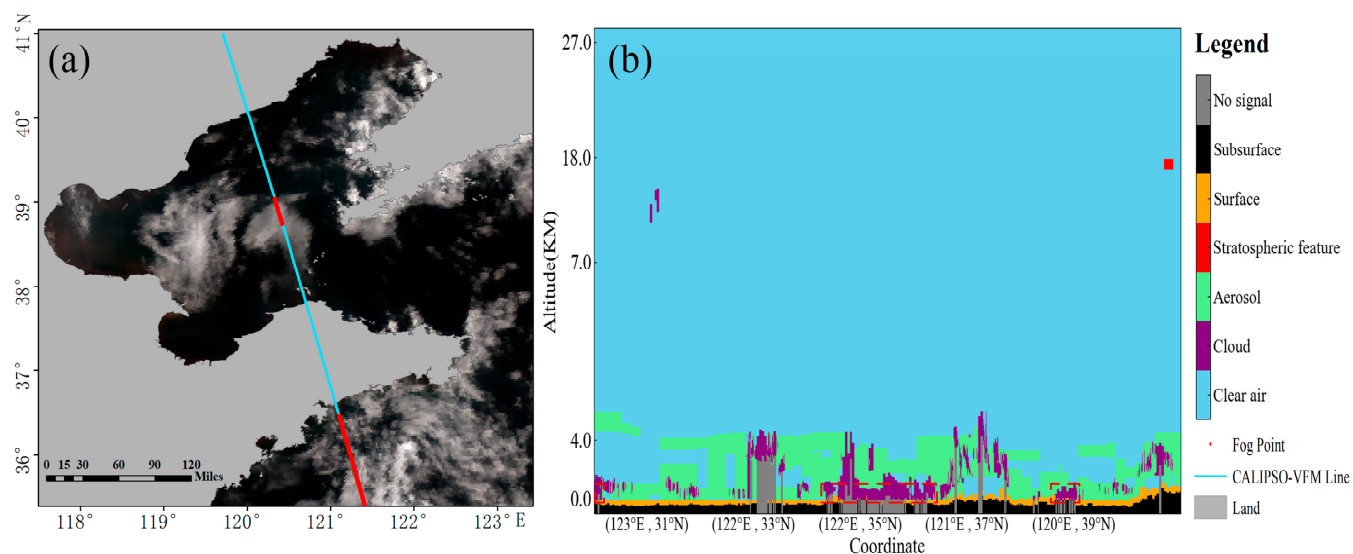 (a)
41°N
40°
39°
38°
37°
36°
0 15 30 60 90 120
Miles
118° 119° 120° 121° 122° 123° E
(b)
Altitude(KM)
27.0
18.0
7.0
4.0
0.0
(123°E , 31°N) (122°E , 33°N) (122°E , 35°N) (121°E , 37°N) (120°E , 39°N)
Coordinate
Legend
No signal
Subsurface
Surface
Stratospheric feature
Aerosol
Cloud
Clear air
Fog Point
CALIPSO-VFM Line
Land